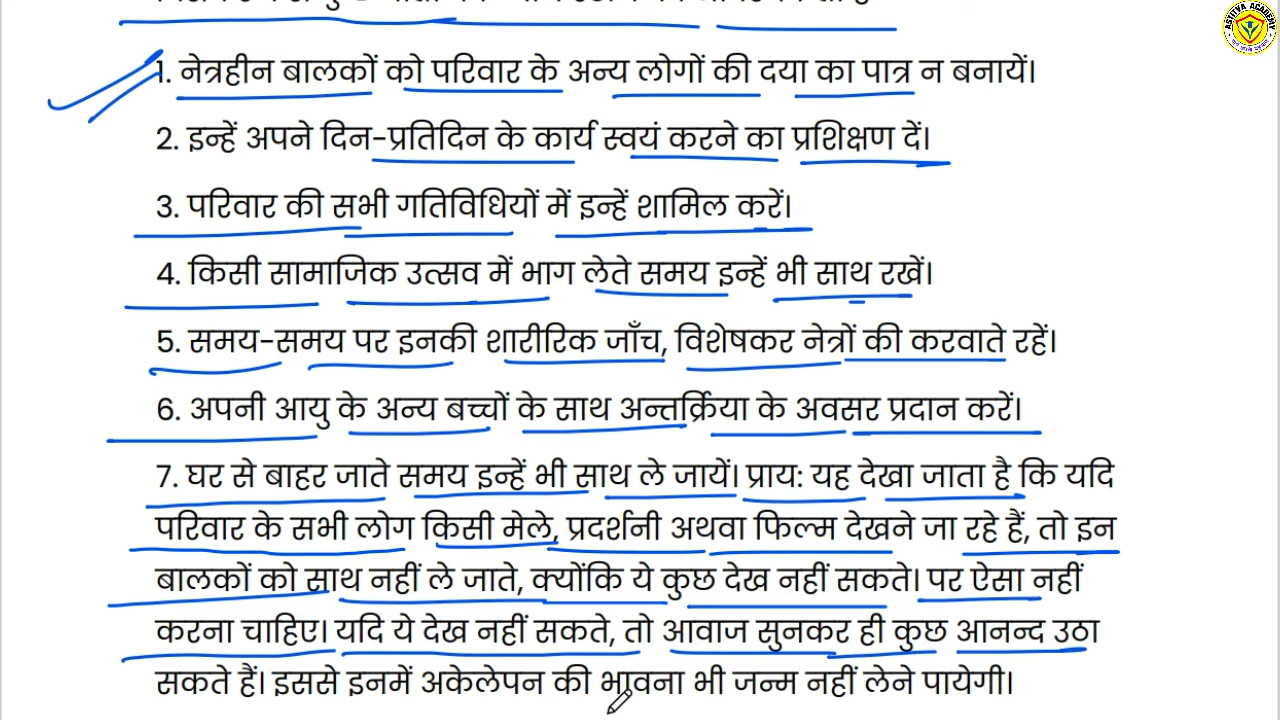 ASTITVA ACADEMY
1. नेत्रहीन बालकों को परिवार के अन्य लोगों की दया का पात्र न बनायें।
2. इन्हें अपने दिन-प्रतिदिन के कार्य स्वयं करने का प्रशिक्षण दें।
3. परिवार की सभी गतिविधियों में इन्हें शामिल करें।
4. किसी सामाजिक उत्सव में भाग लेते समय इन्हें भी साथ रखें।
5. समय-समय पर इनकी शारीरिक जाँच, विशेषकर नेत्रों की करवाते रहें।
6. अपनी आयु के अन्य बच्चों के साथ अन्तर्क्रिया के अवसर प्रदान करें।
7. घर से बाहर जाते समय इन्हें भी साथ ले जायें। प्राय: यह देखा जाता है कि यदि
परिवार के सभी लोग किसी मेले, प्रदर्शनी अथवा फिल्म देखने जा रहे हैं, तो इन
बालकों को साथ नहीं ले जाते, क्योंकि ये कुछ देख नहीं सकते। पर ऐसा नहीं
करना चाहिए। यदि ये देख नहीं सकते, तो आवाज सुनकर ही कुछ आनन्द उठा
सकते हैं। इससे इनमें अकेलेपन की भावना भी जन्म नहीं लेने पायेगी।